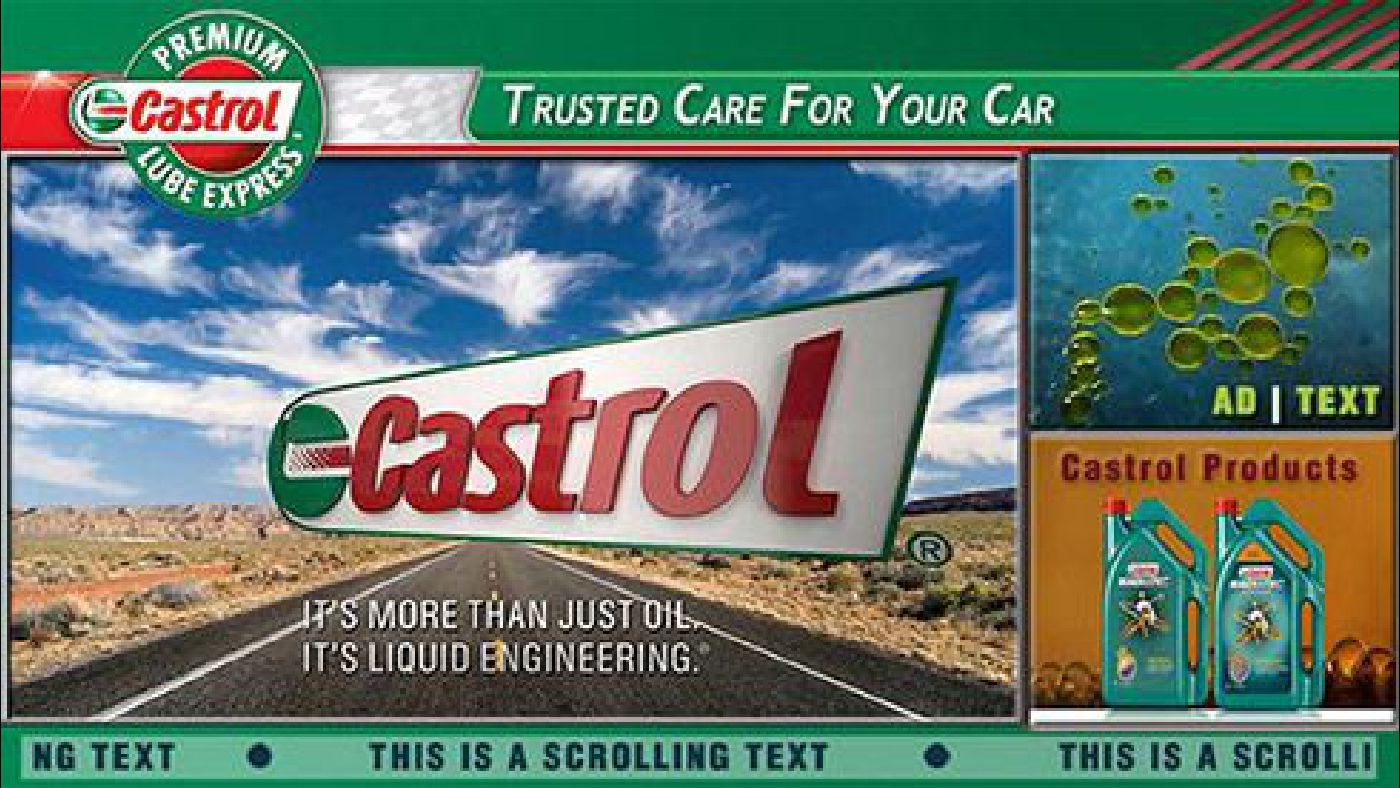 PREMIUM
Castrol
LUBE EXPRESS
TRUSTED CARE FOR YOUR CAR
Castrol
®
IT'S MORE THAN JUST OIL.
IT'S LIQUID ENGINEERING.®
AD | TEXT
Castrol Products
NG TEXT • THIS IS A SCROLLING TEXT • THIS IS A SCROLLI